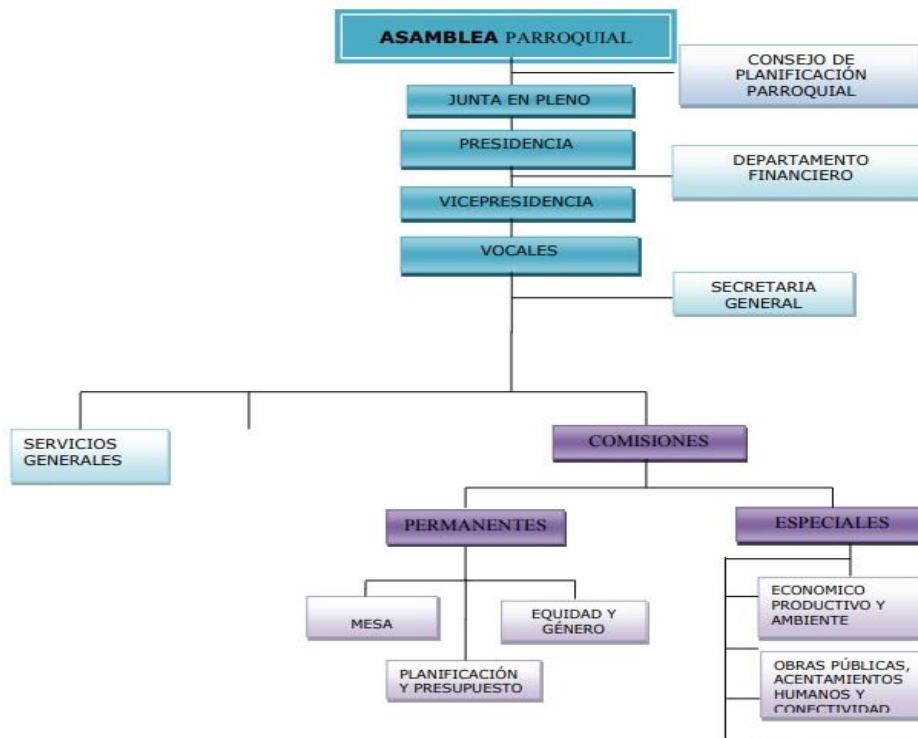 ASAMBLEA PARROQUIAL
CONSEJO DE
PLANIFICACIÓN
PARROQUIAL
JUNTA EN PLENO
PRESIDENCIA
DEPARTAMENTO
FINANCIERO
VICEPRESIDENCIA
VOCALES
SECRETARIA
GENERAL
SERVICIOS
GENERALES
COMISIONES
PERMANENTES
ESPECIALES
MESA
EQUIDAD Y
GÉNERO
PLANIFICACIÓN
Y PRESUPUESTO
ECONOMICO
PRODUCTIVO Y
AMBIENTE
OBRAS PÚBLICAS,
ACENTAMIENTOS
HUMANOS Y
CONECTIVIDAD